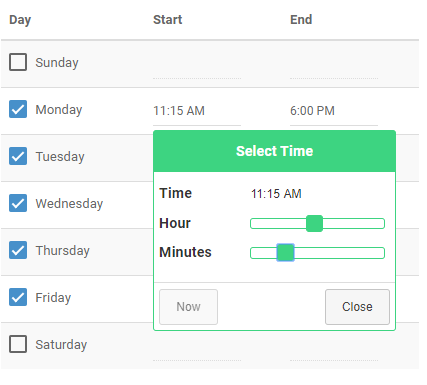 Day Start End
Sunday
Monday 11:15 AM 6:00 PM
Tuesday
Select Time
Wednesday
Time 11:15 AM
Hour
Thursday
Minutes
Friday
Now Close
Saturday